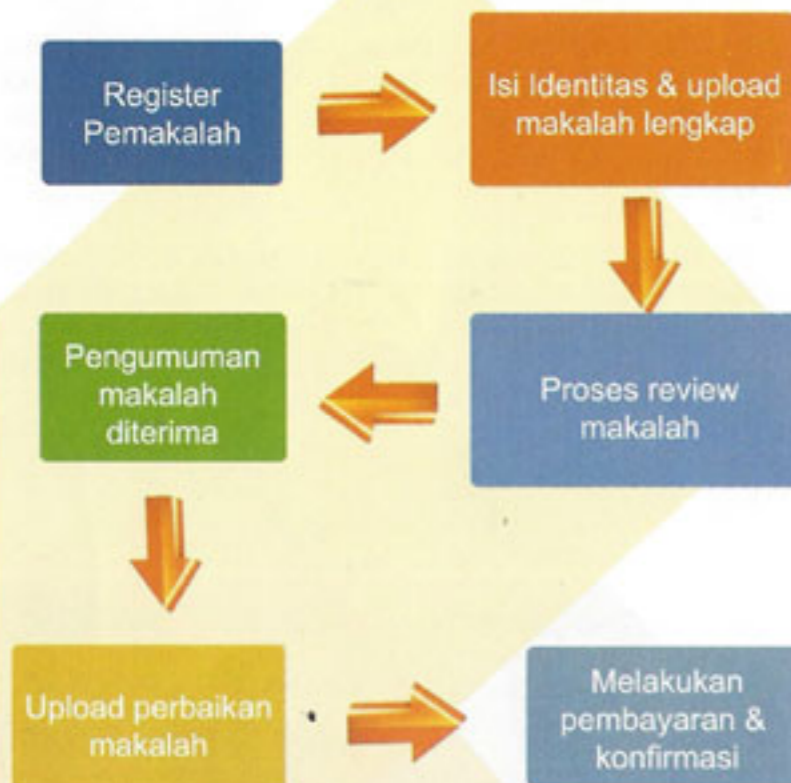 Register
Pemakalah
Isi Identitas & upload
makalah lengkap
Proses review
makalah
Pengumuman
makalah
diterima
Upload perbaikan
makalah
Melakukan
pembayaran &
konfirmasi